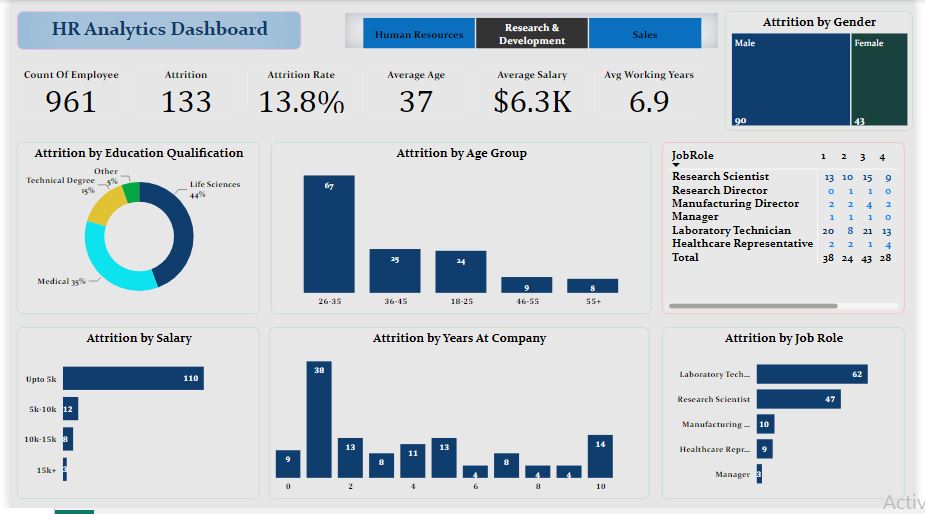 HR Analytics Dashboard
Human Resources
Research &
Development
Sales
Attrition by Gender
Male
Female
90
43
Count Of Employee
961
Attrition
133
Attrition Rate
13.8%
Average Age
37
Average Salary
$6.3K
Avg Working Years
6.9
Attrition by Education Qualification
Other
5%
Technical Degree
15%
Life Sciences
44%
Medical 35%
Attrition by Age Group
67
25
24
9
8
26-35 36-45 18-25 46-55 55+
JobRole 1 2 3 4
Research Scientist 13 10 15 9
Research Director 0 1 1 0
Manufacturing Director 2 2 4 2
Manager 1 1 1 0
Laboratory Technician 20 8 21 13
Healthcare Representative 2 2 1 4
Total 38 24 43 28
Attrition by Salary
Upto 5k 110
5k-10k 12
10k-15k 8
15k+ 3
Attrition by Years At Company
9 38 13 8 11 13 4 8 4 4 14
0 2 4 6 8 10
Attrition by Job Role
Laboratory Tech... 62
Research Scientist 47
Manufacturing ... 10
Healthcare Repr... 9
Manager 3
Activ